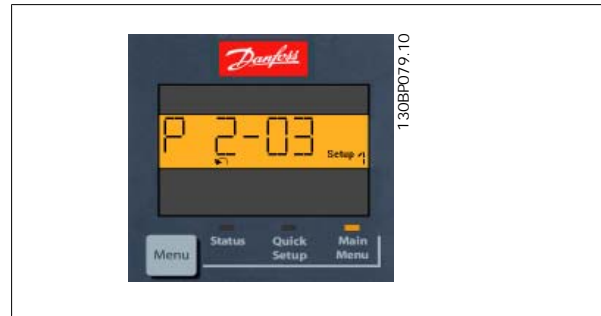 Danfoss
P 2-03
Setup 1
Status Quick Setup Main Menu
Menu
130BP079.10